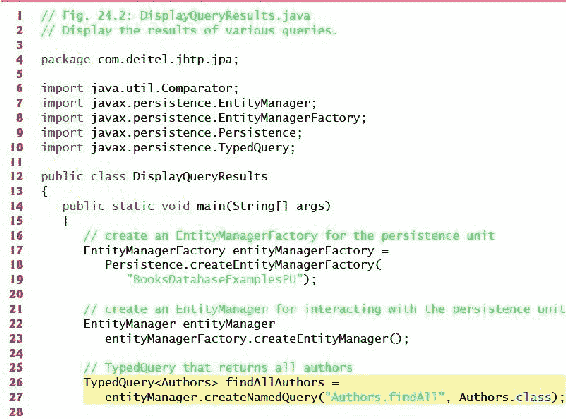 1 // Fig. 24.2: DisplayQueryResults.java
2 // Display the results of various queries.
3
4 package com.deitel.jhtp.jpa;
5
6 import java.util.Comparator;
7 import javax.persistence.EntityManager;
8 import javax.persistence.EntityManagerFactory;
9 import javax.persistence.Persistence;
10 import javax.persistence.TypedQuery;
11
12 public class DisplayQueryResults
13 {
14 public static void main(String[] args)
15 {
16 // create an EntityManagerFactory for the persistence unit
17 EntityManagerFactory entityManagerFactory =
18 Persistence.createEntityManagerFactory(
19 "BooksDatabaseExamplesPU");
20
21 // create an EntityManager for interacting with the persistence unit
22 EntityManager entityManager
23 entityManagerFactory.createEntityManager();
24
25 // TypedQuery that returns all authors
26 TypedQuery<Authors> findAllAuthors =
27 entityManager.createNamedQuery("Authors.findAll", Authors.class);
28